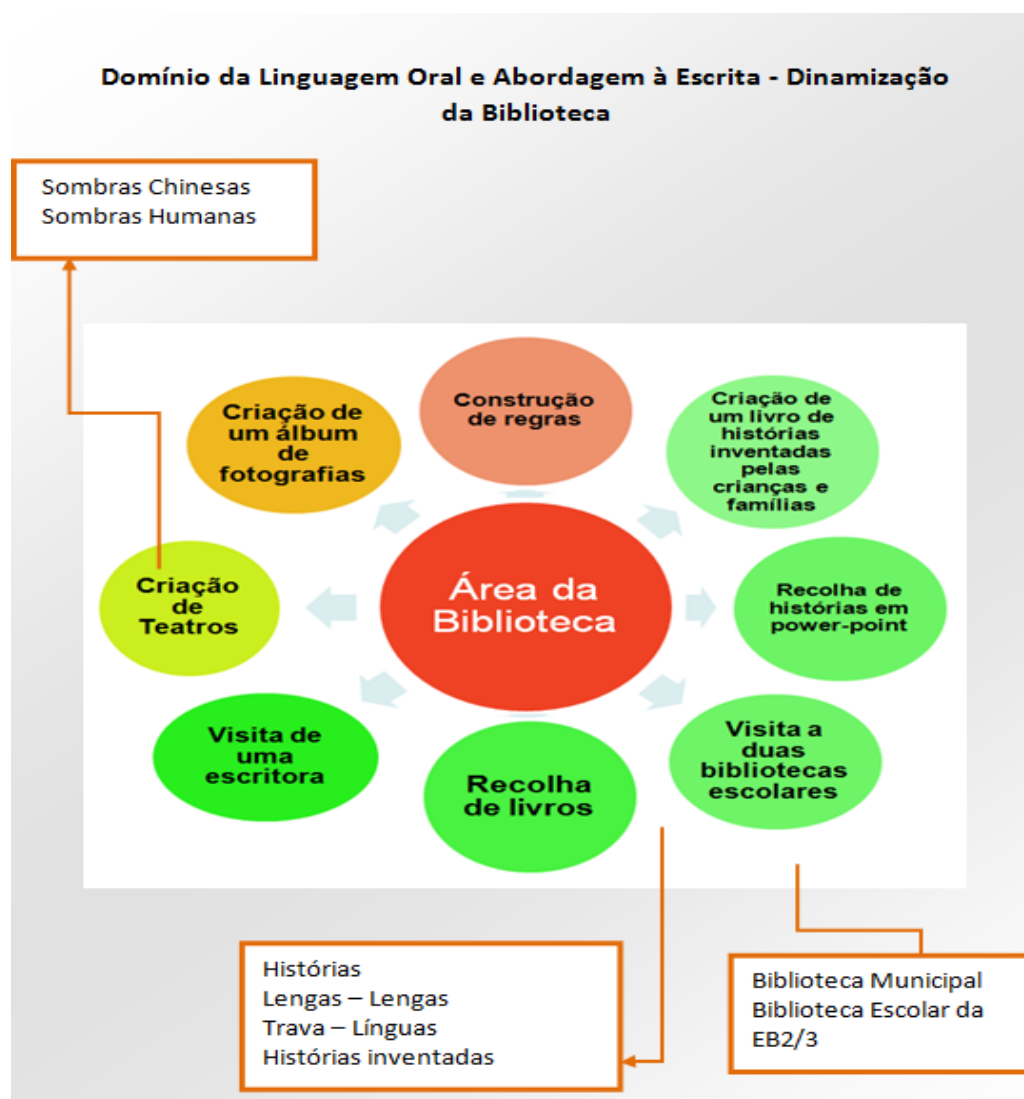 Domínio da Linguagem Oral e Abordagem à Escrita - Dinamização
da Biblioteca
Sombras Chinesas
Sombras Humanas
Construção
de regras
Criação de
um álbum
de
fotografias
Criação de
um livro de
histórias
inventadas
pelas
crianças e
famílias
Criação
de
Teatros
Área da
Biblioteca
Recolha de
histórias em
power-point
Visita de
uma
escritora
Recolha
de livros
Visita a
duas
bibliotecas
escolares
Histórias
Lengas – Lengas
Trava – Línguas
Histórias inventadas
Biblioteca Municipal
Biblioteca Escolar da
EB2/3